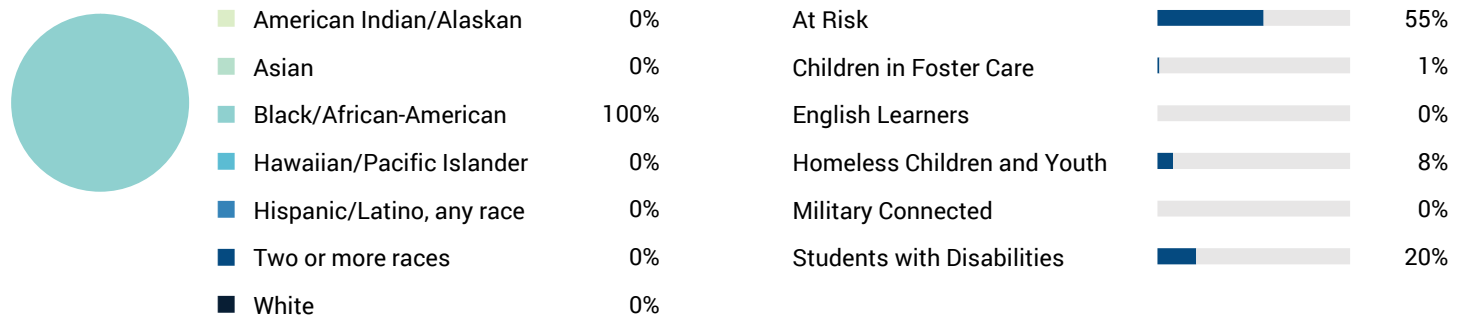 American Indian/Alaskan 0%
Asian 0%
Black/African-American 100%
Hawaiian/Pacific Islander 0%
Hispanic/Latino, any race 0%
Two or more races 0%
White 0%
At Risk 55%
Children in Foster Care 1%
English Learners 0%
Homeless Children and Youth 8%
Military Connected 0%
Students with Disabilities 20%